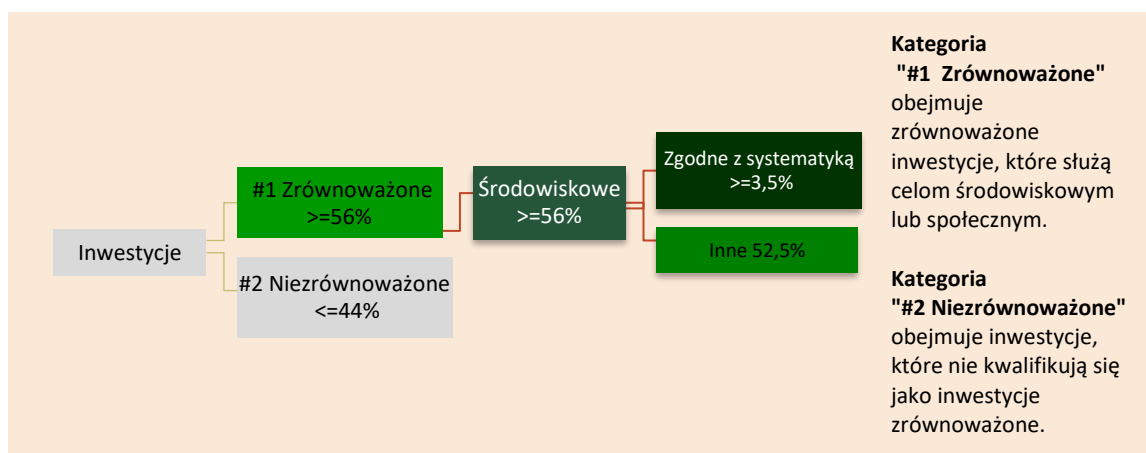 Inwestycje
#1 Zrównoważone
>=56%
#2 Niezrównoważone
<=44%
Środowiskowe
>=56%
Zgodne z systematyką
>=3,5%
Inne 52,5%
Kategoria
"#1 Zrównoważone"
obejmuje
zrównoważone
inwestycje, które służą
celom środowiskowym
lub społecznym.
Kategoria
"#2 Niezrównoważone"
obejmuje inwestycje,
które nie kwalifikują się
jako inwestycje
zrównoważone.